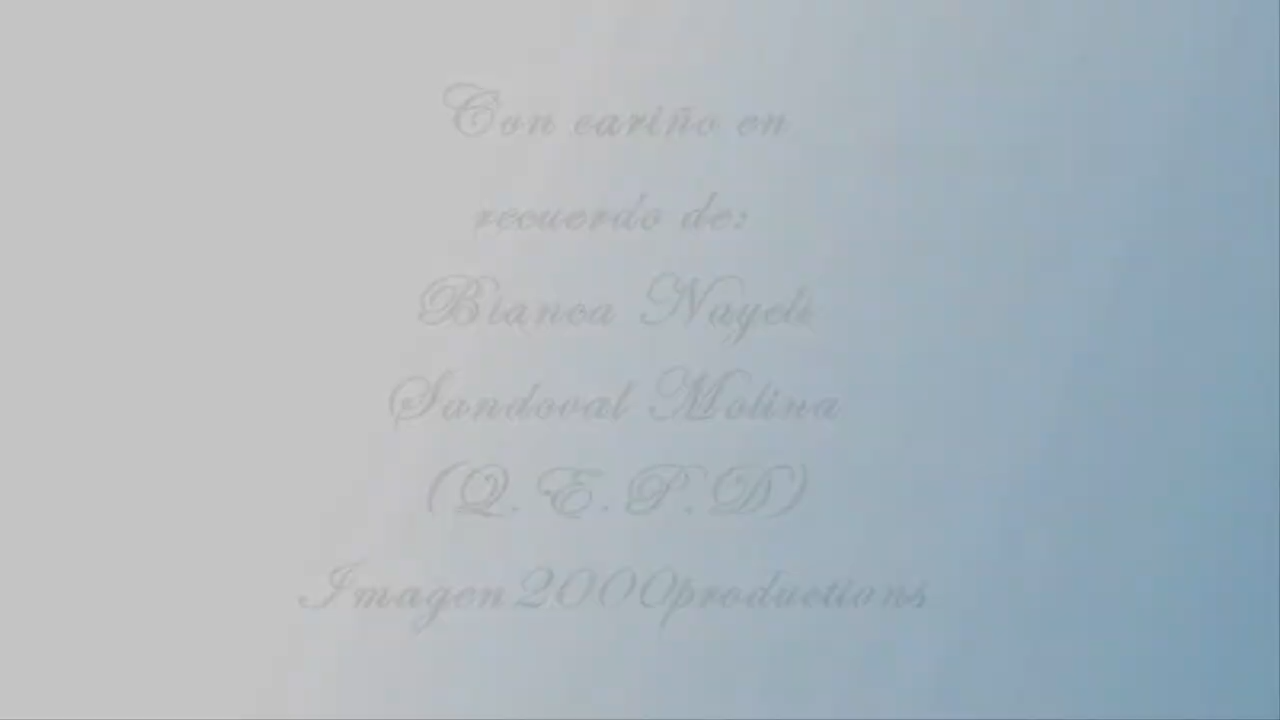 Con cariño en
recuerdo de:
Bianca Nayeli
Sandoval Molina
(Q.E.P.D)
Imagen2000productions